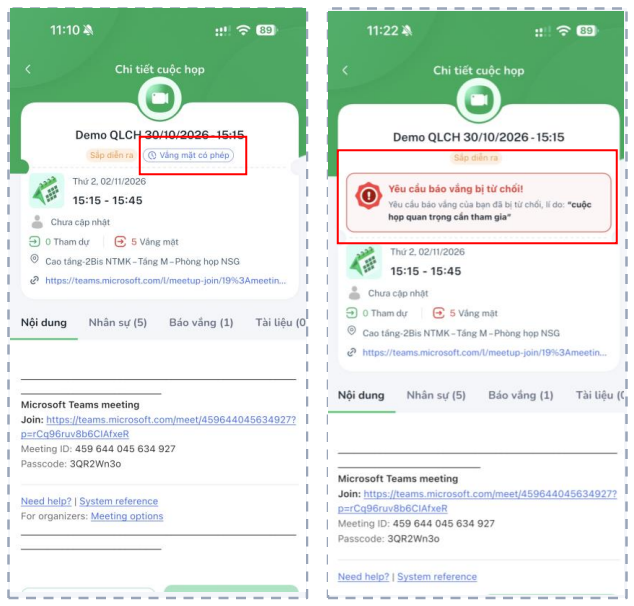 11:10
89
Chi tiết cuộc họp
Demo QLCH 30/10/2026 - 15:15
Sắp diễn ra
Vắng mặt có phép
Thứ 2, 02/11/2026
15:15 - 15:45
Chưa cập nhật
0 Tham dự
5 Vắng mặt
Cao tầng-2Bis NTMK – Tầng M – Phòng họp NSG
https://teams.microsoft.com/l/meetup-join/19%3Ameetin...
Nội dung
Nhân sự (5)
Báo vắng (1)
Tài liệu (0
Microsoft Teams meeting
Join: https://teams.microsoft.com/meet/459644045634927?
p=rCq96ruv8b6CIAfxeR
Meeting ID: 459 644 045 634 927
Passcode: 3QR2Wn3o
Need help? | System reference
For organizers: Meeting options
11:22
89
Chi tiết cuộc họp
Demo QLCH 30/10/2026 - 15:15
Sắp diễn ra
Yêu cầu báo vắng bị từ chối!
Yêu cầu báo vắng của bạn đã bị từ chối, lí do: "cuộc
họp quan trọng cần tham gia"
Thứ 2, 02/11/2026
15:15 - 15:45
Chưa cập nhật
0 Tham dự
5 Vắng mặt
Cao tầng-2Bis NTMK – Tầng M – Phòng họp NSG
https://teams.microsoft.com/l/meetup-join/19%3Ameetin...
Nội dung
Nhân sự (5)
Báo vắng (1)
Tài liệu (
Microsoft Teams meeting
Join: https://teams.microsoft.com/meet/459644045634927?
p=rCq96ruv8b6CIAfxeR
Meeting ID: 459 644 045 634 927
Passcode: 3QR2Wn3o
Need help? | System reference